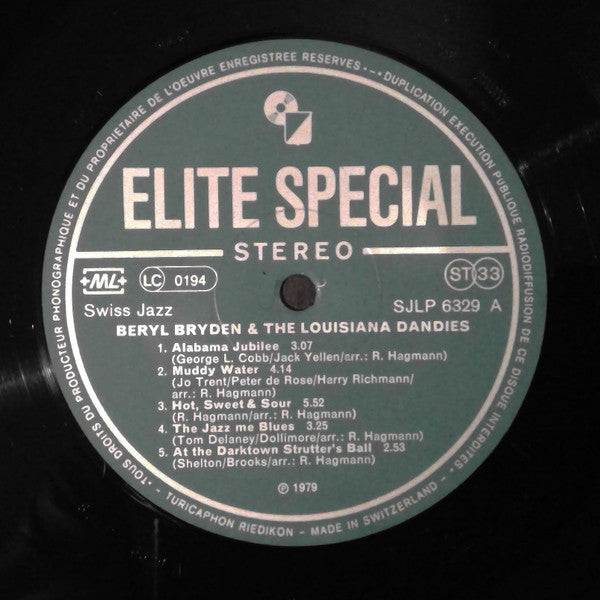 • TOUS DROITS DU PRODUCTEUR PHONOGRAPHIQUE ET DU PROPRIETAIRE DE L'OEUVRE ENREGISTREE RESERVES • – • DUPLICATION EXECUTION PUBLIQUE RADIODIFFUSION DE CE DISQUE INTERDITES •
ELITE SPECIAL
STEREO
ML LC 0194 ST 33
Swiss Jazz SJLP 6329 A
BERYL BRYDEN & THE LOUISIANA DANDIES
1. Alabama Jubilee 3.07
(George L. Cobb/Jack Yellen/arr.: R. Hagmann)
2. Muddy Water 4.14
(Jo Trent/Peter de Rose/Harry Richmann/
arr.: R. Hagmann)
3. Hot, Sweet & Sour 5.52
(R. Hagmann/arr.: R. Hagmann)
4. The Jazz me Blues 3.25
(Tom Delaney/Dollimore/arr.: R. Hagmann)
5. At the Darktown Strutter's Ball 2.53
(Shelton/Brooks/arr.: R. Hagmann)
℗ 1979
TURICAPHON RIEDIKON – MADE IN SWITZERLAND